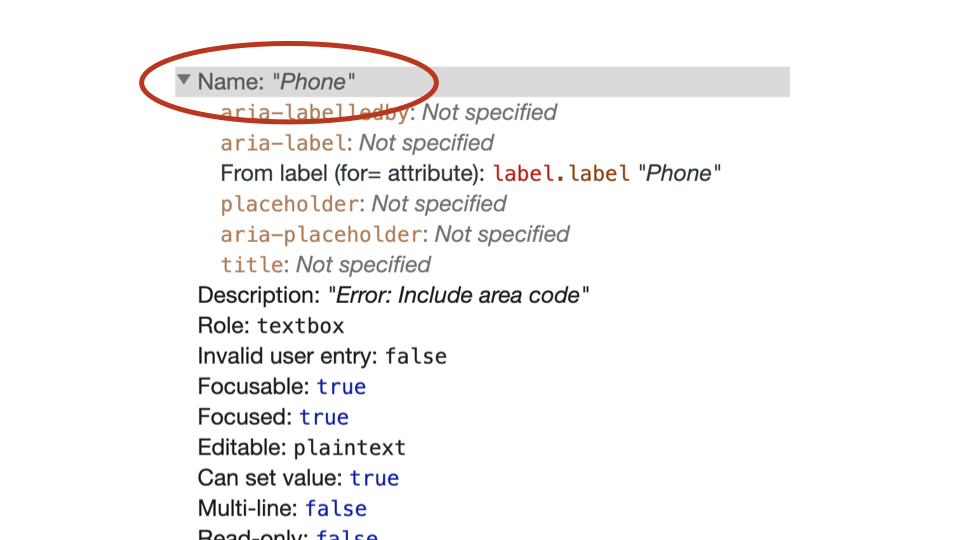 Name: "Phone"
aria-labelledby: Not specified
aria-label: Not specified
From label (for= attribute): label.label "Phone"
placeholder: Not specified
aria-placeholder: Not specified
title: Not specified
Description: "Error: Include area code"
Role: textbox
Invalid user entry: false
Focusable: true
Focused: true
Editable: plaintext
Can set value: true
Multi-line: false
Read-only: false